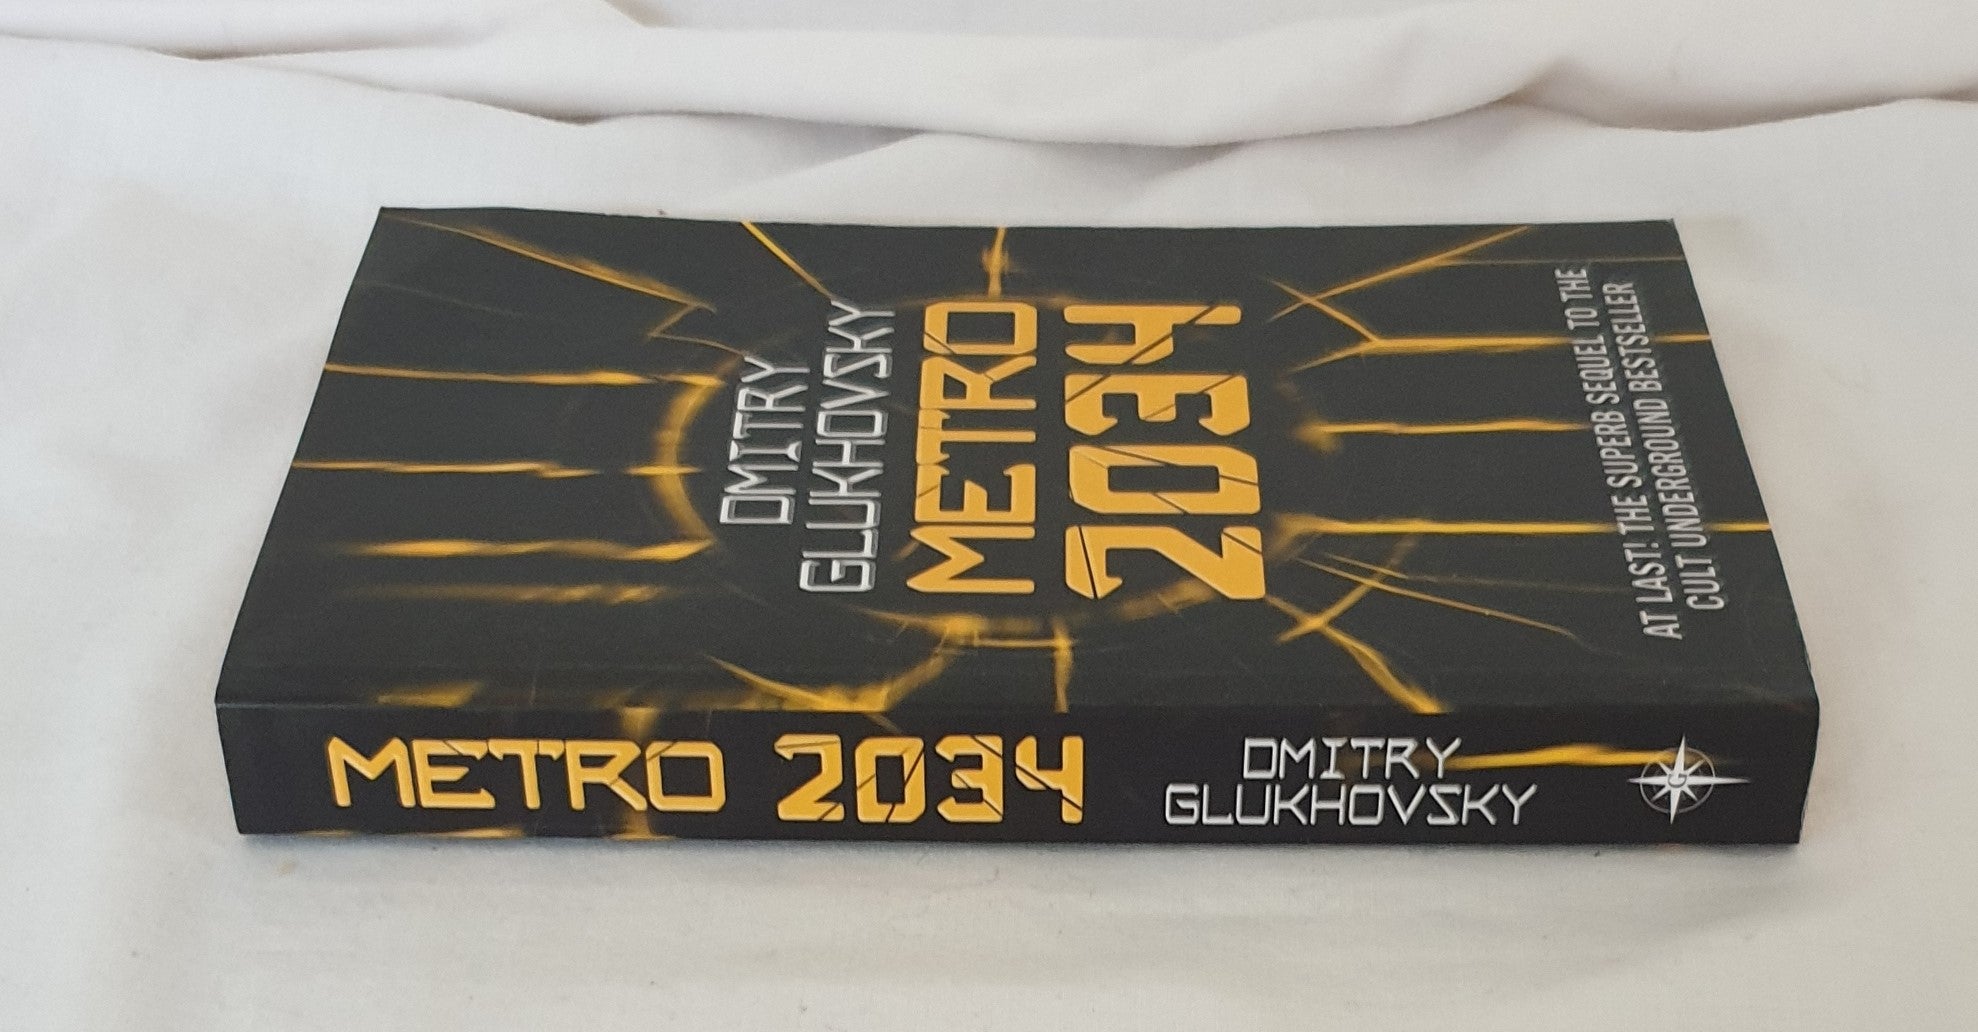 DMITRY
GLUKHOVSKY
METRO
2034
AT LAST! THE SUPERB SEQUEL TO THE
CULT UNDERGROUND BESTSELLER
METRO 2034
DMITRY
GLUKHOVSKY
G